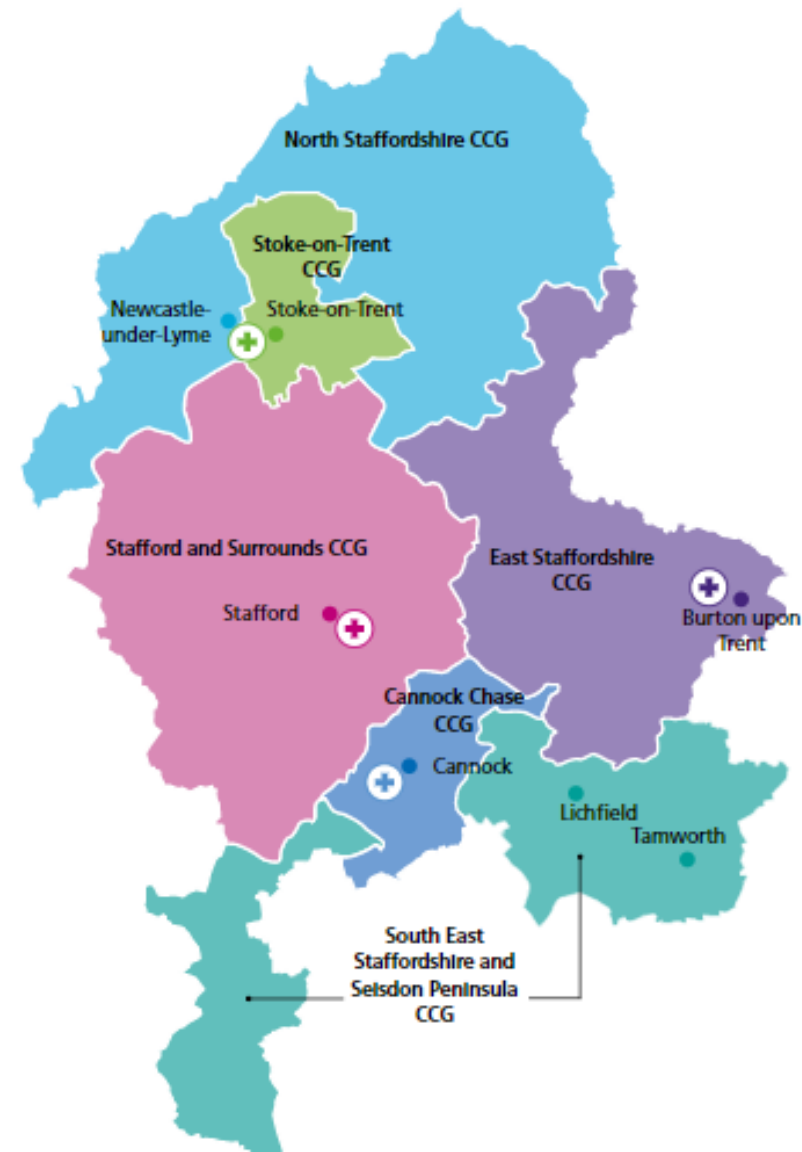 North Staffordshire CCG
Stoke-on-Trent
CCG
Newcastle-
under-Lyme
Stoke-on-Trent
Stafford and Surrounds CCG
East Staffordshire
CCG
Stafford
Burton upon
Trent
Cannock Chase
CCG
Cannock
Lichfield
Tamworth
South East
Staffordshire and
Seisdon Peninsula
CCG